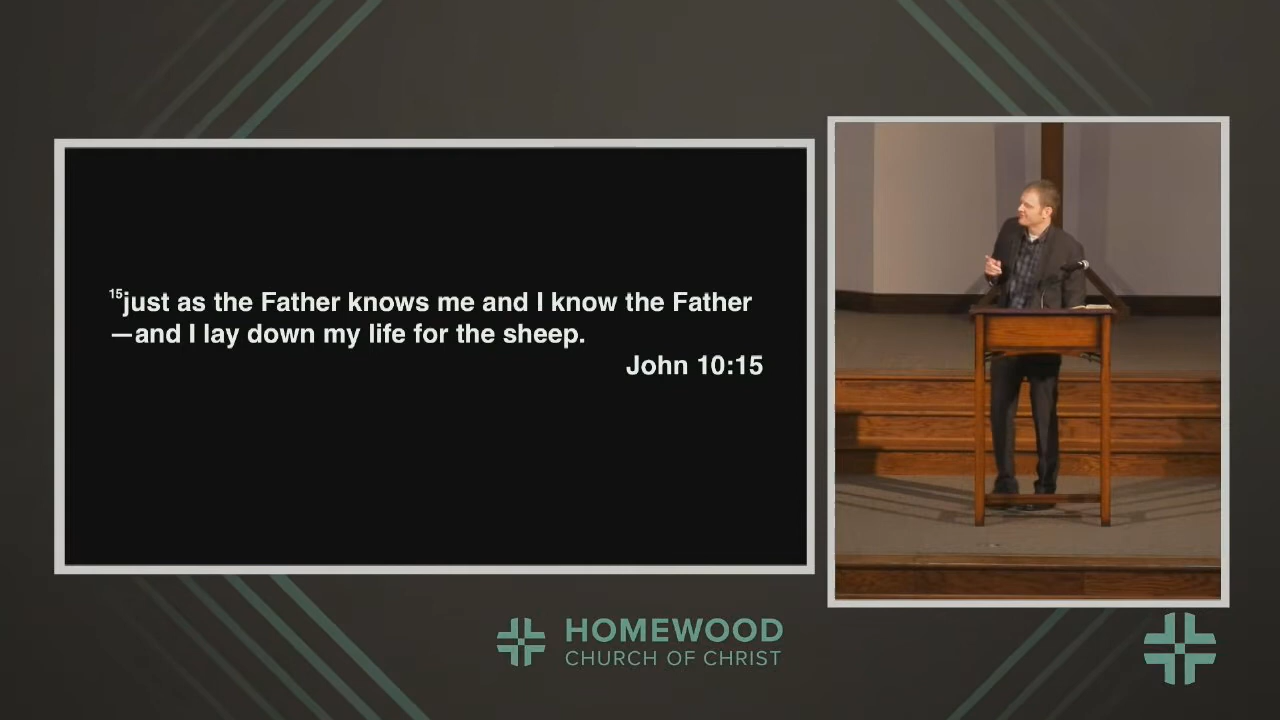 15just as the Father knows me and I know the Father
—and I lay down my life for the sheep.
John 10:15
HOMEWOOD
CHURCH OF CHRIST